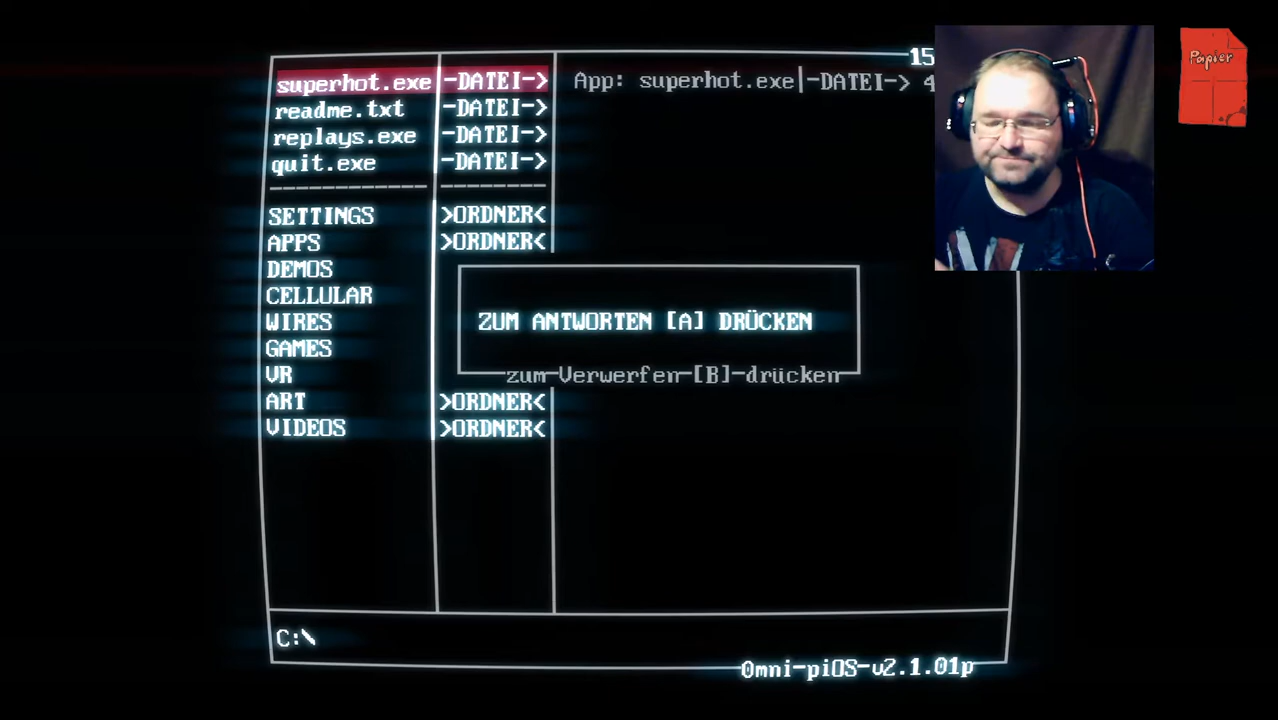 superhot.exe -DATEI-> App: superhot.exe|-DATEI-> 4
readme.txt -DATEI->
replays.exe -DATEI->
quit.exe -DATEI->
SETTINGS >ORDNER<
APPS >ORDNER<
DEMOS
CELLULAR
WIRES
GAMES
VR
ART >ORDNER<
VIDEOS >ORDNER<
ZUM ANTWORTEN [A] DRÜCKEN
zum-Verwerfen-[B]-drücken
15
Papier
C:\
Omni-piOS-v2.1.01p